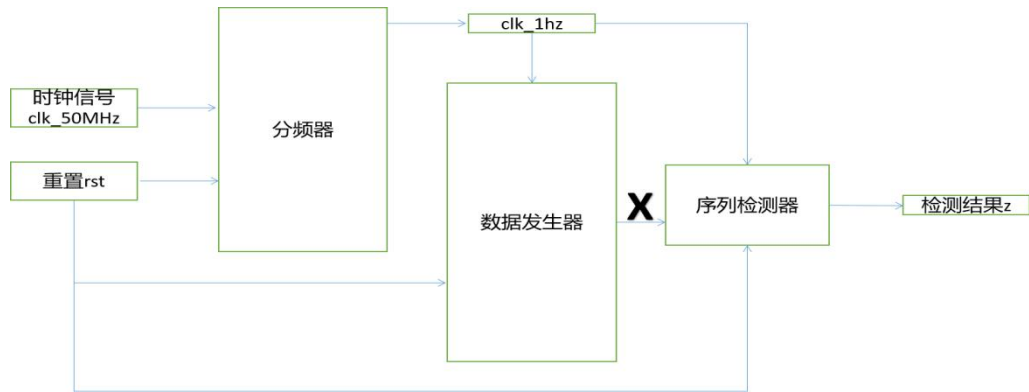 clk_1hz
时钟信号
clk_50MHz
分频器
重置rst
数据发生器
X
序列检测器
检测结果z